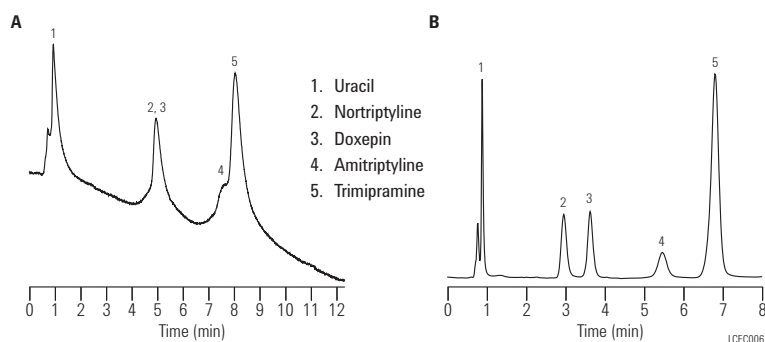 A
1
2, 3
4
5
0 1 2 3 4 5 6 7 8 9 10 11 12
Time (min)
1. Uracil
2. Nortriptyline
3. Doxepin
4. Amitriptyline
5. Trimipramine
B
1
2
3
4
5
0 1 2 3 4 5 6 7 8
Time (min)
LCEC006